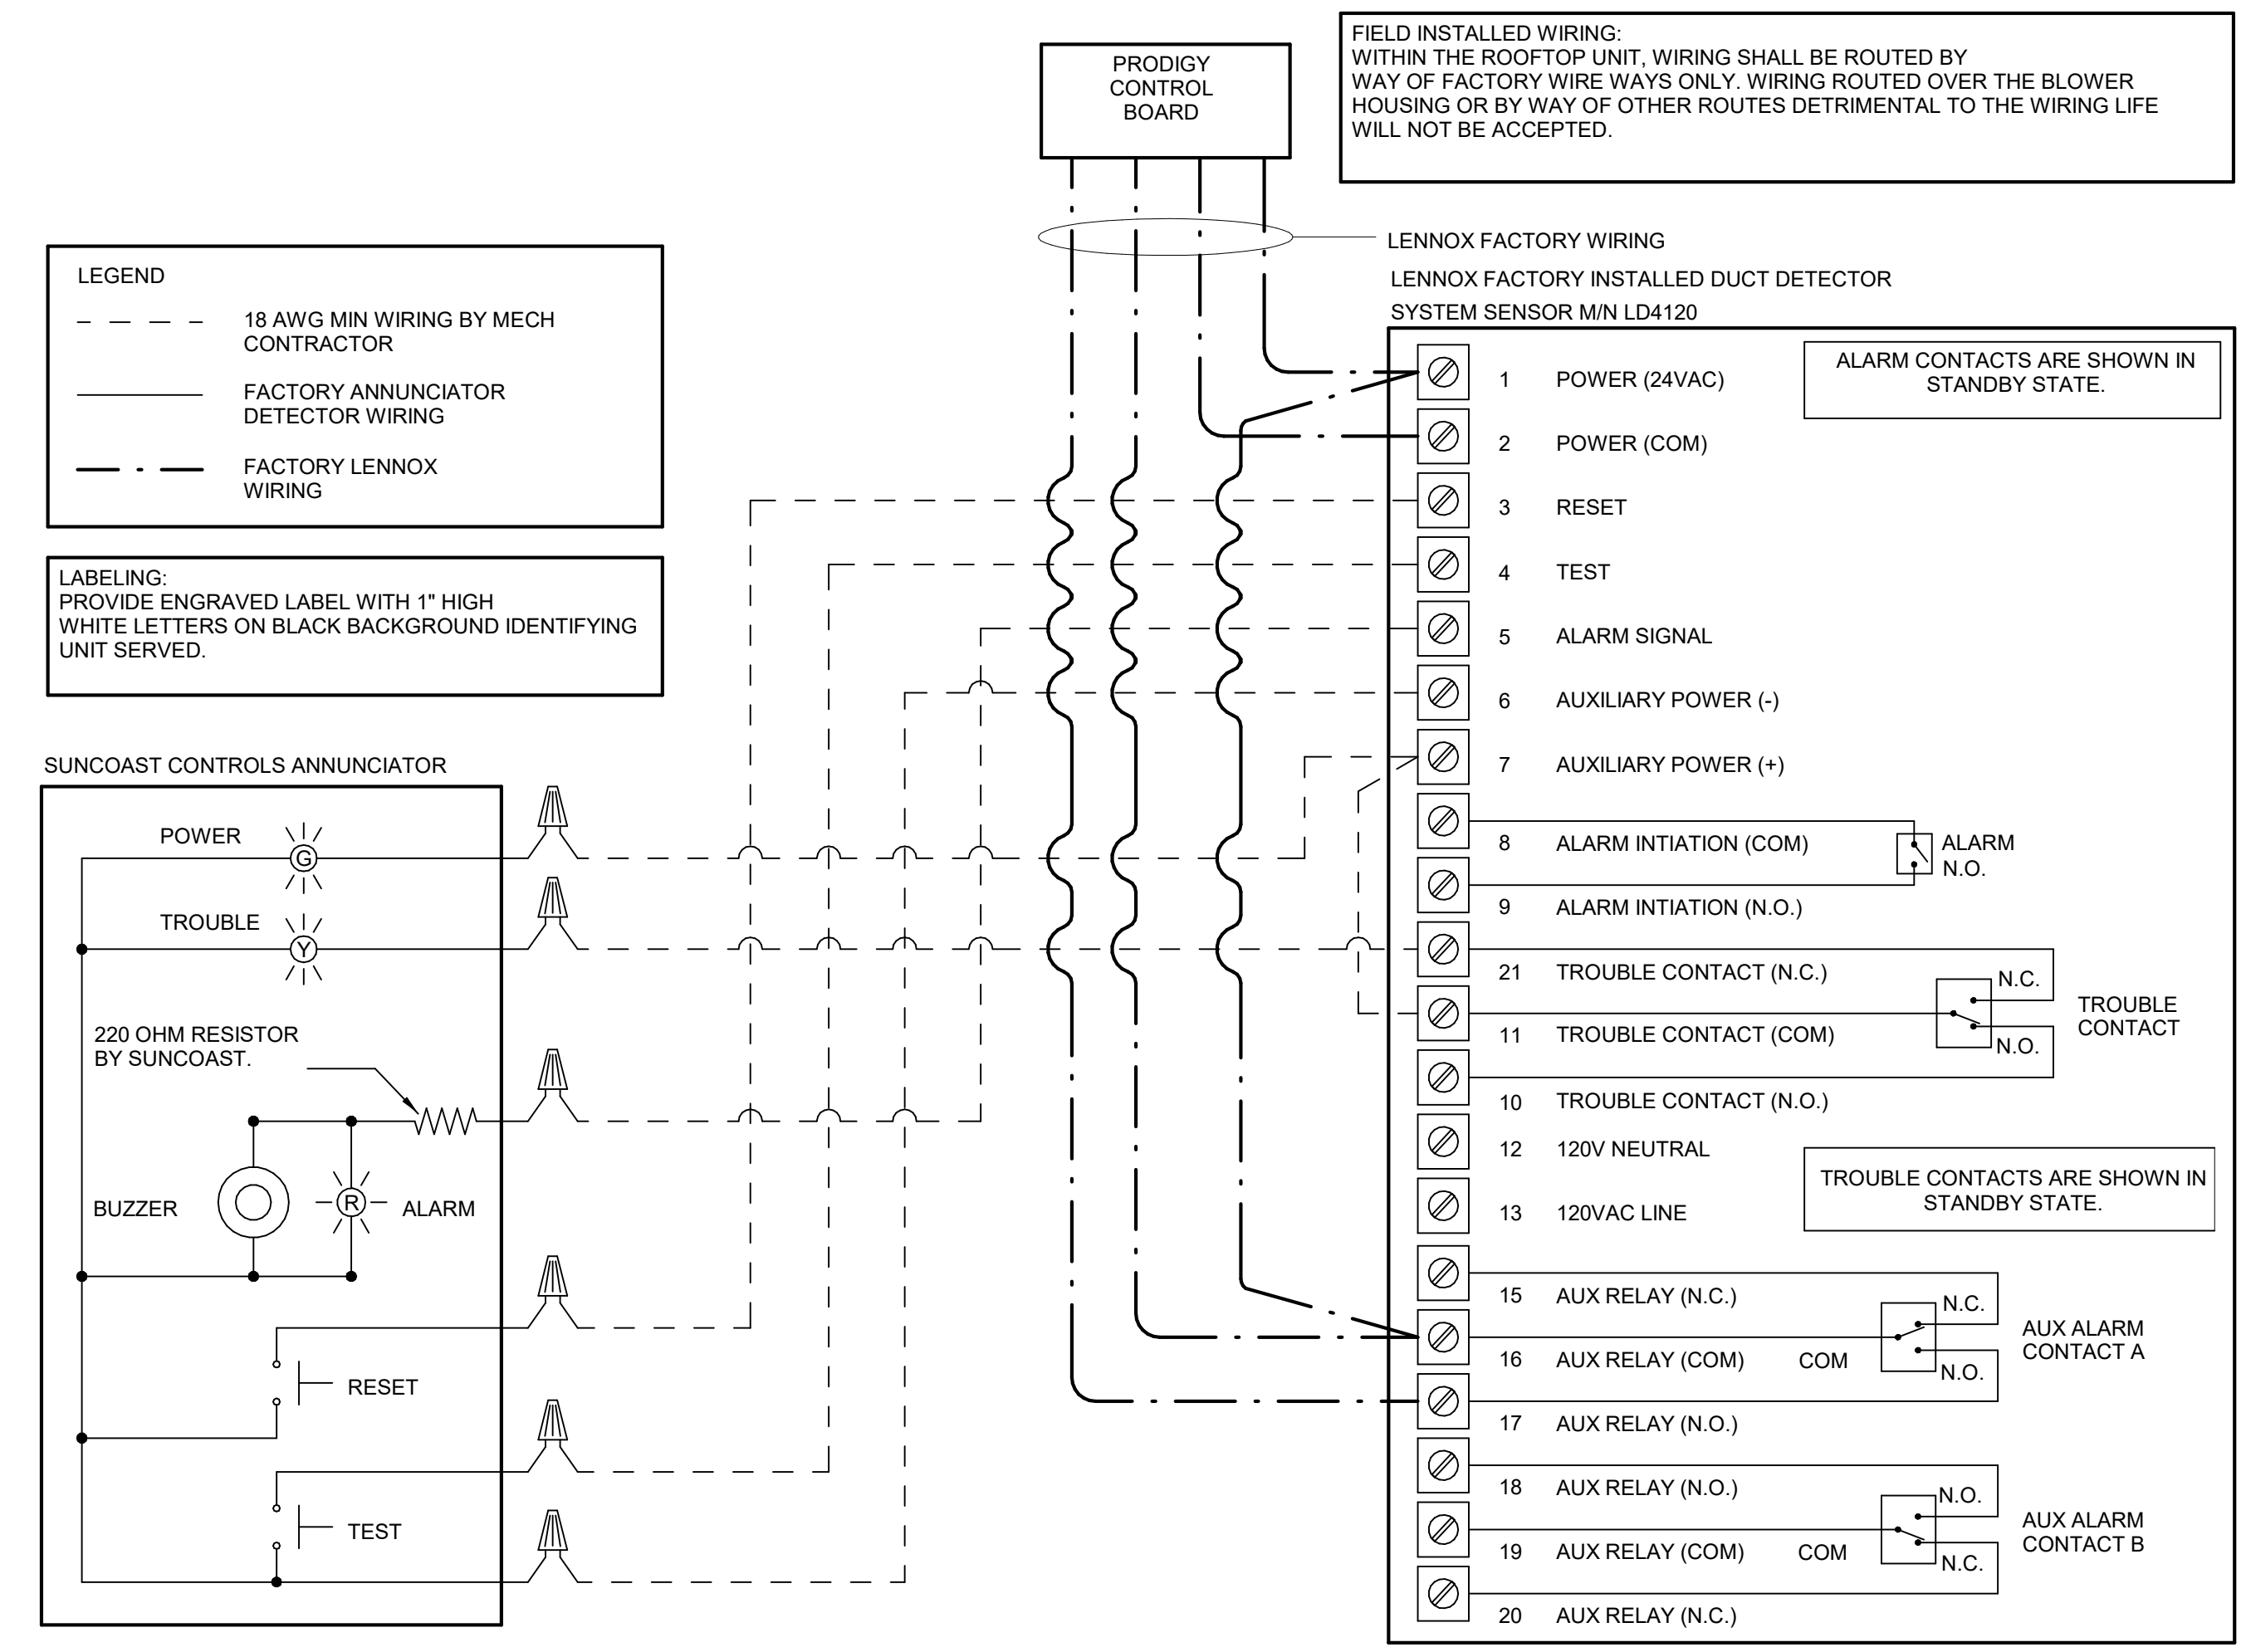 PRODIGY
CONTROL
BOARD
FIELD INSTALLED WIRING:
WITHIN THE ROOFTOP UNIT, WIRING SHALL BE ROUTED BY
WAY OF FACTORY WIRE WAYS ONLY. WIRING ROUTED OVER THE BLOWER
HOUSING OR BY WAY OF OTHER ROUTES DETRIMENTAL TO THE WIRING LIFE
WILL NOT BE ACCEPTED.
LENNOX FACTORY WIRING
LEGEND
18 AWG MIN WIRING BY MECH
CONTRACTOR
FACTORY ANNUNCIATOR
DETECTOR WIRING
FACTORY LENNOX
WIRING
LABELING:
PROVIDE ENGRAVED LABEL WITH 1" HIGH
WHITE LETTERS ON BLACK BACKGROUND IDENTIFYING
UNIT SERVED.
SUNCOAST CONTROLS ANNUNCIATOR
POWER
G
TROUBLE
Y
220 OHM RESISTOR
BY SUNCOAST.
BUZZER
R
ALARM
RESET
TEST
LENNOX FACTORY INSTALLED DUCT DETECTOR
SYSTEM SENSOR M/N LD4120
ALARM CONTACTS ARE SHOWN IN
STANDBY STATE.
1 POWER (24VAC)
2 POWER (COM)
3 RESET
4 TEST
5 ALARM SIGNAL
6 AUXILIARY POWER (-)
7 AUXILIARY POWER (+)
8 ALARM INTIATION (COM)
ALARM
N.O.
9 ALARM INTIATION (N.O.)
21 TROUBLE CONTACT (N.C.)
N.C.
TROUBLE
CONTACT
11 TROUBLE CONTACT (COM)
N.O.
10 TROUBLE CONTACT (N.O.)
12 120V NEUTRAL
TROUBLE CONTACTS ARE SHOWN IN
STANDBY STATE.
13 120VAC LINE
15 AUX RELAY (N.C.)
N.C.
AUX ALARM
CONTACT A
16 AUX RELAY (COM) COM
N.O.
17 AUX RELAY (N.O.)
18 AUX RELAY (N.O.)
N.O.
AUX ALARM
CONTACT B
19 AUX RELAY (COM) COM
N.C.
20 AUX RELAY (N.C.)